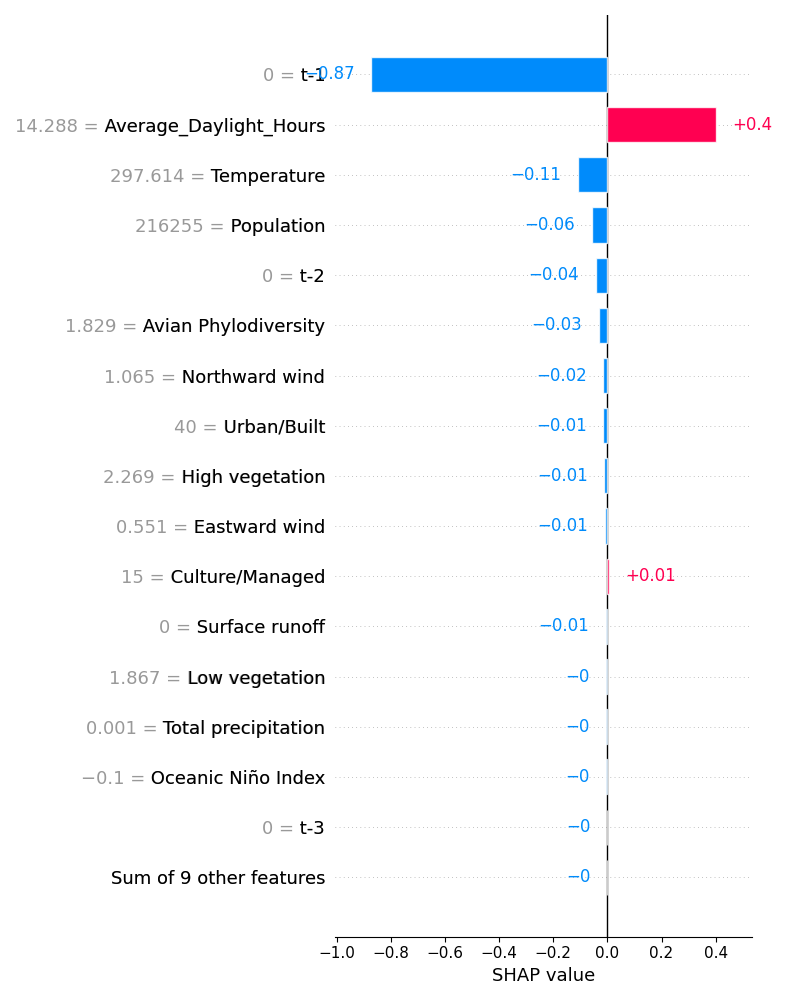 0 = t-1 −0.87
14.288 = Average_Daylight_Hours +0.4
297.614 = Temperature −0.11
216255 = Population −0.06
0 = t-2 −0.04
1.829 = Avian Phylodiversity −0.03
1.065 = Northward wind −0.02
40 = Urban/Built −0.01
2.269 = High vegetation −0.01
0.551 = Eastward wind −0.01
15 = Culture/Managed +0.01
0 = Surface runoff −0.01
1.867 = Low vegetation −0
0.001 = Total precipitation −0
−0.1 = Oceanic Niño Index −0
0 = t-3 −0
Sum of 9 other features −0
−1.0 −0.8 −0.6 −0.4 −0.2 0.0 0.2 0.4
SHAP value